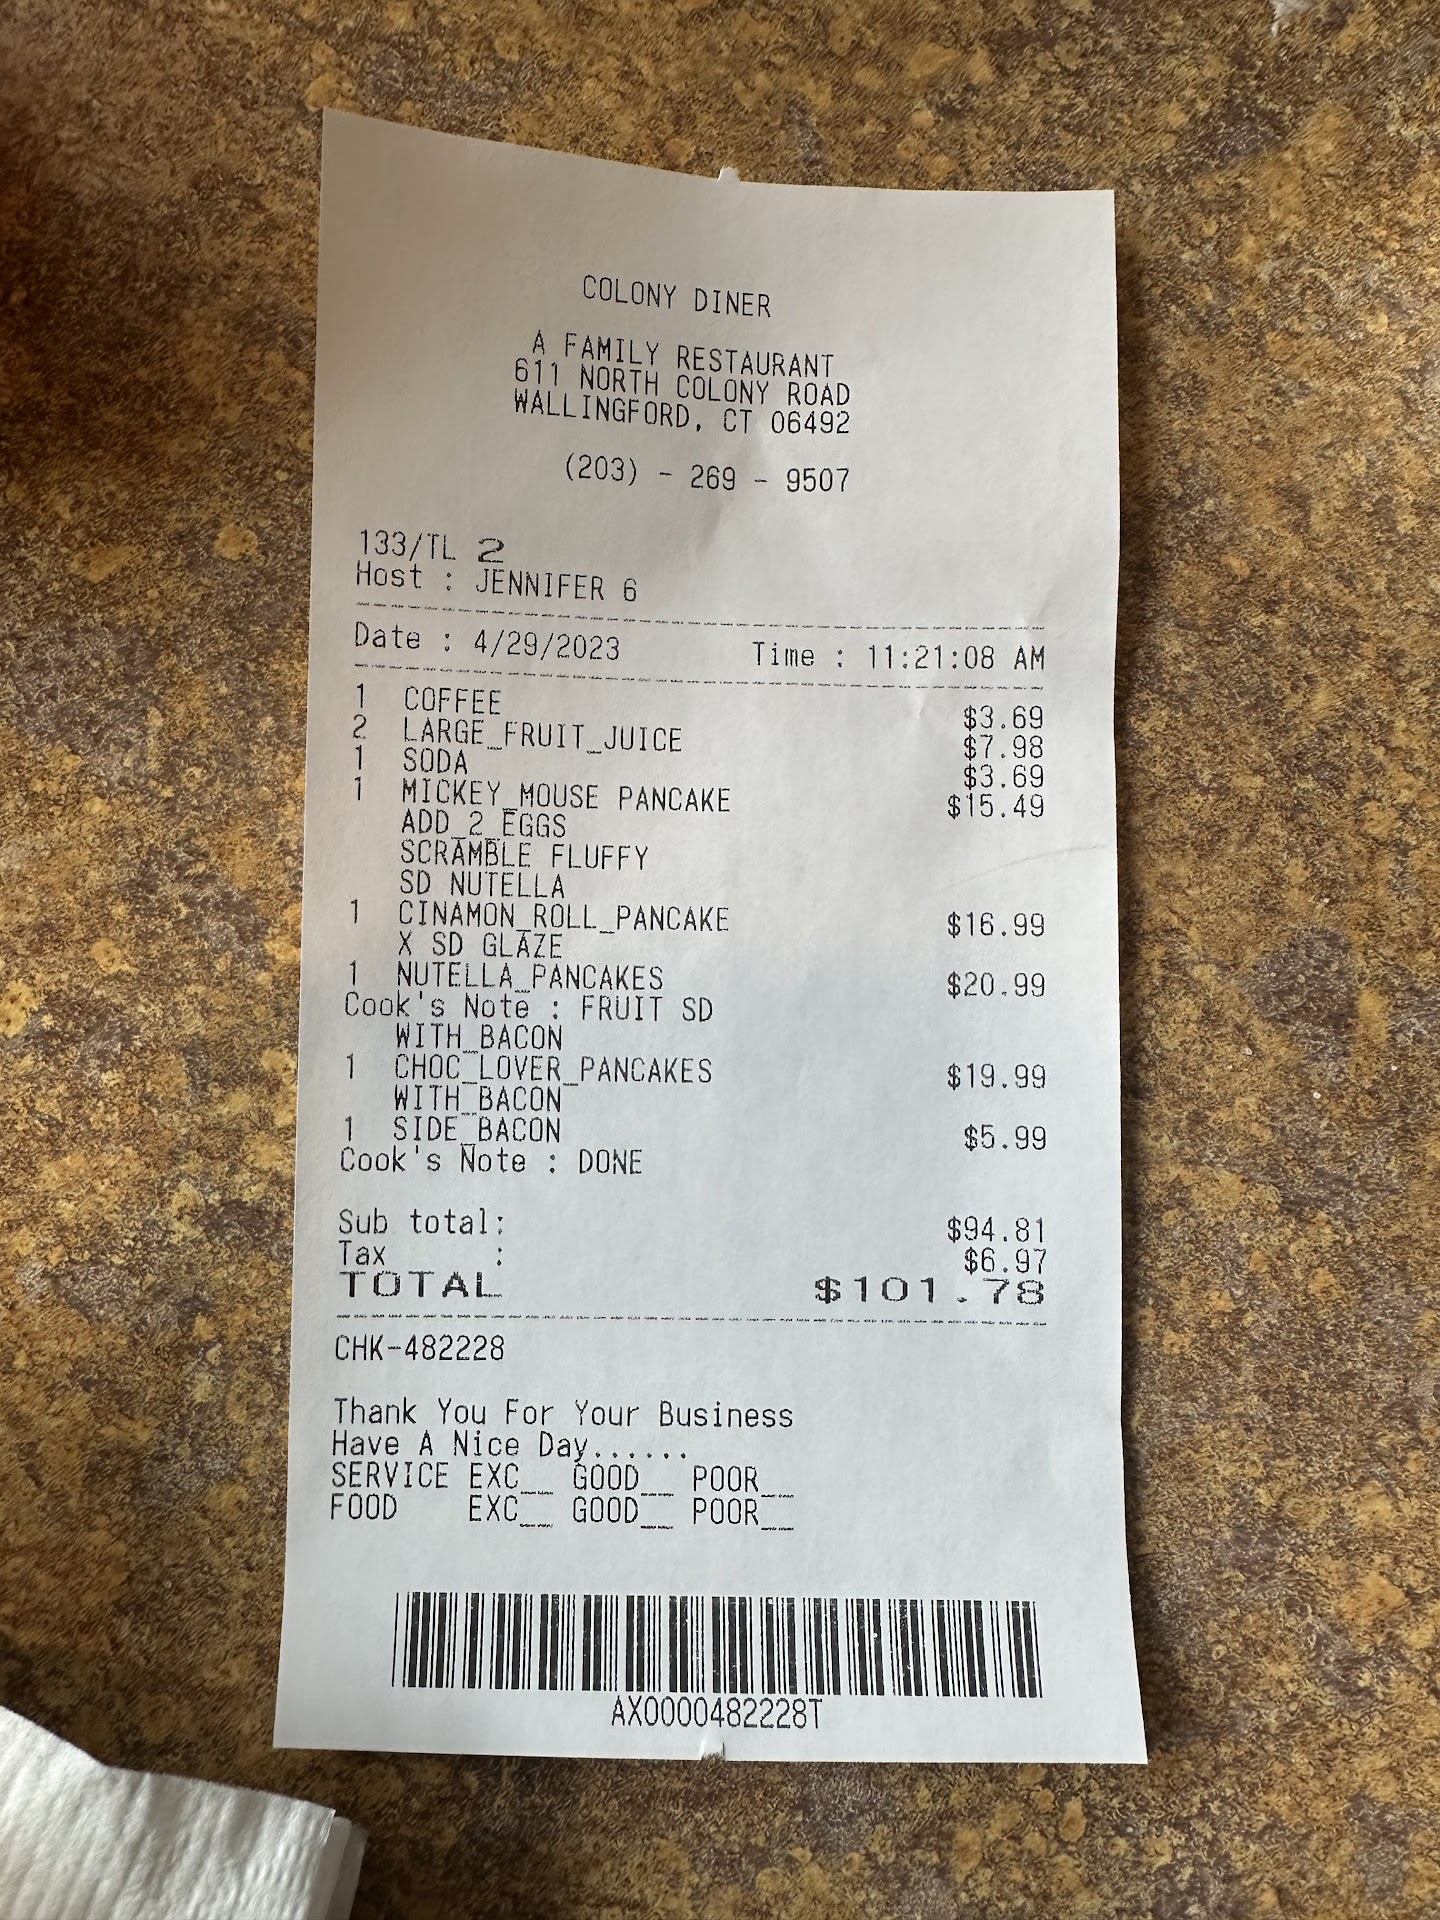 COLONY DINER
A FAMILY RESTAURANT
611 NORTH COLONY ROAD
WALLINGFORD, CT 06492
(203) - 269 - 9507
133/TL 2
Host : JENNIFER 6
Date : 4/29/2023 Time : 11:21:08 AM
1 COFFEE $3.69
2 LARGE_FRUIT_JUICE $7.98
1 SODA $3.69
1 MICKEY_MOUSE PANCAKE $15.49
ADD_2_EGGS
SCRAMBLE FLUFFY
SD NUTELLA
1 CINAMON_ROLL_PANCAKE $16.99
X SD GLAZE
1 NUTELLA_PANCAKES $20.99
Cook's Note : FRUIT SD
WITH_BACON
1 CHOC_LOVER_PANCAKES $19.99
WITH_BACON
1 SIDE_BACON $5.99
Cook's Note : DONE
Sub total: $94.81
Tax : $6.97
TOTAL $101.78
CHK-482228
Thank You For Your Business
Have A Nice Day......
SERVICE EXC__ GOOD__ POOR__
FOOD EXC__ GOOD__ POOR__
AX0000482228T